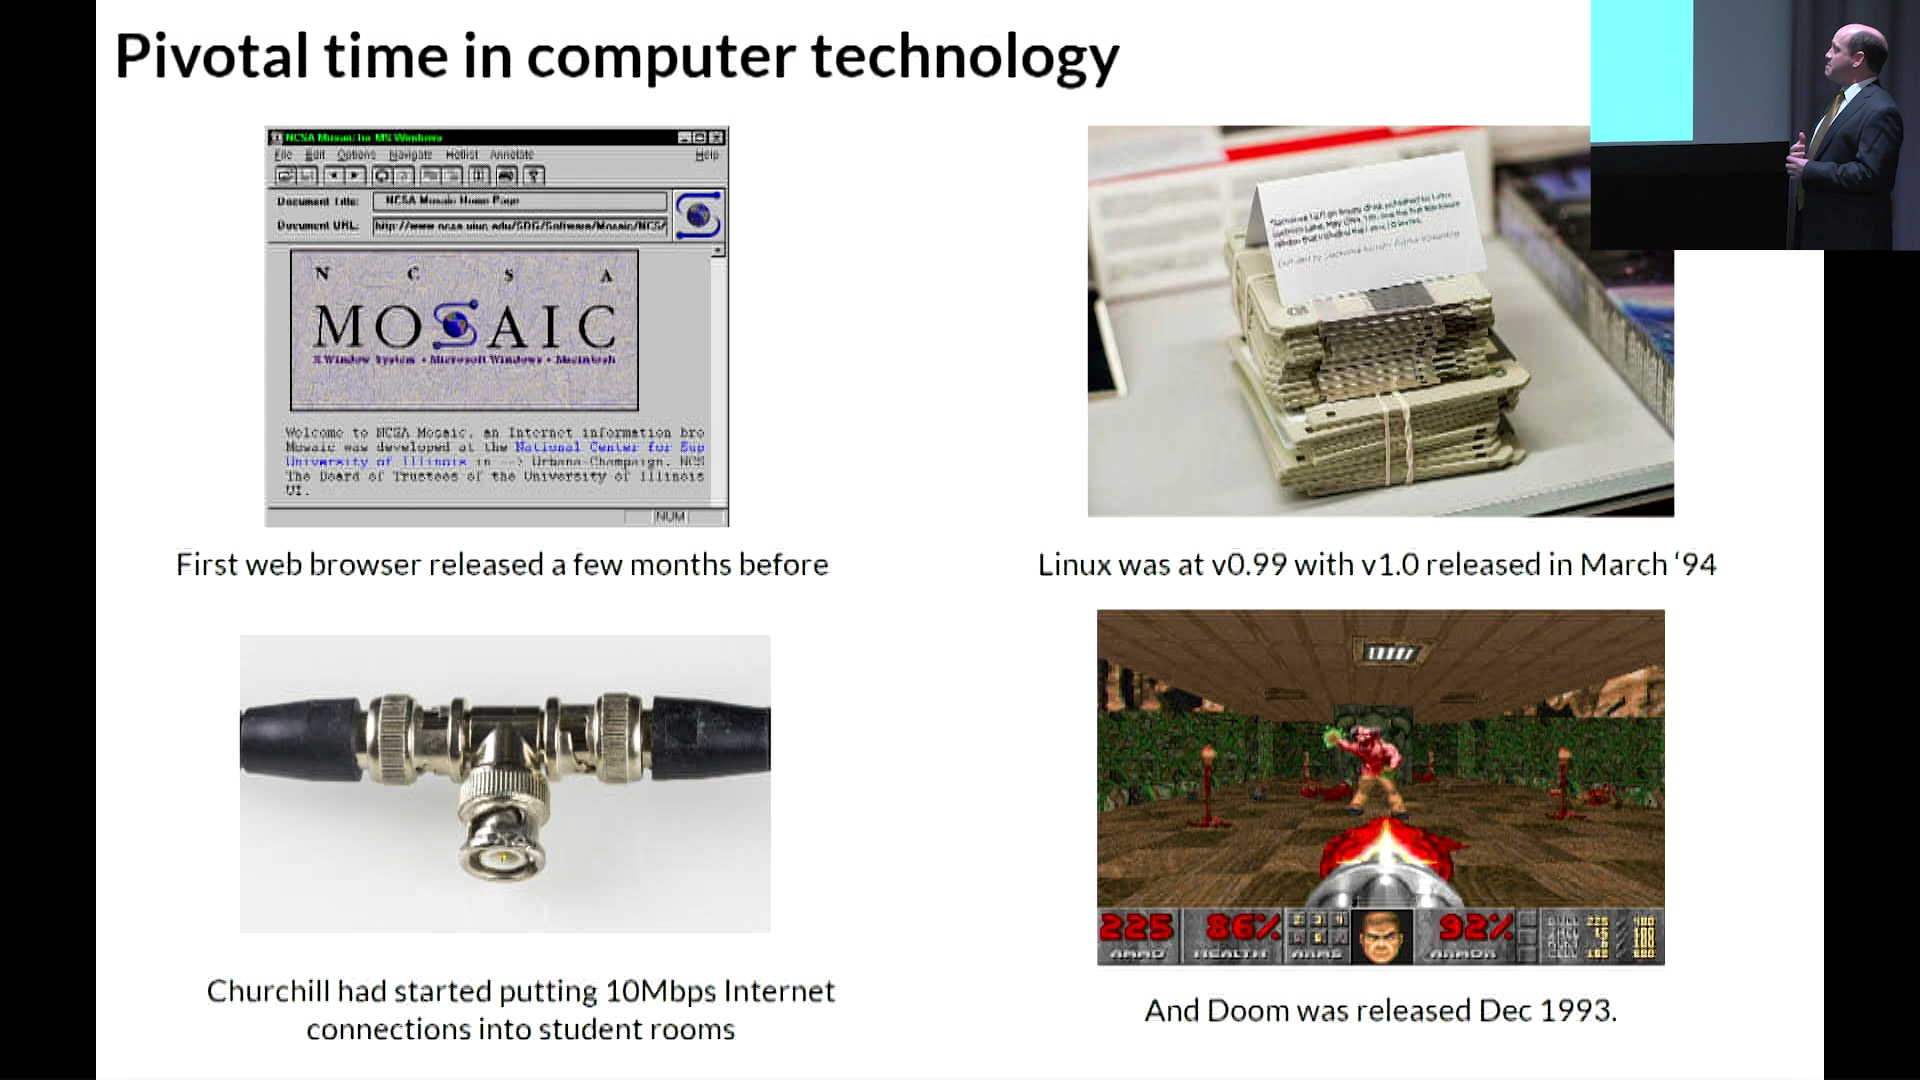 Pivotal time in computer technology
NCSA Mosaic for MS Windows
File Edit Options Navigate Hotlist Annotate Help
Document Title: NCSA Mosaic Home Page
Document URL: http://www.ncsa.uiuc.edu/SDG/Software/Mosaic/NCS
N C S A
MOSAIC
X Window System • Microsoft Windows • Macintosh
Welcome to NCSA Mosaic, an Internet information bro
Mosaic was developed at the National Center for Sup
University of Illinois in --> Urbana-Champaign. NCS
The Board of Trustees of the University of Illinois
UI.
NUM
First web browser released a few months before
Linux was at v0.99 with v1.0 released in March ‘94
225 86% 92%
AMMO HEALTH ARMS ARMOR
Churchill had started putting 10Mbps Internet
connections into student rooms
And Doom was released Dec 1993.